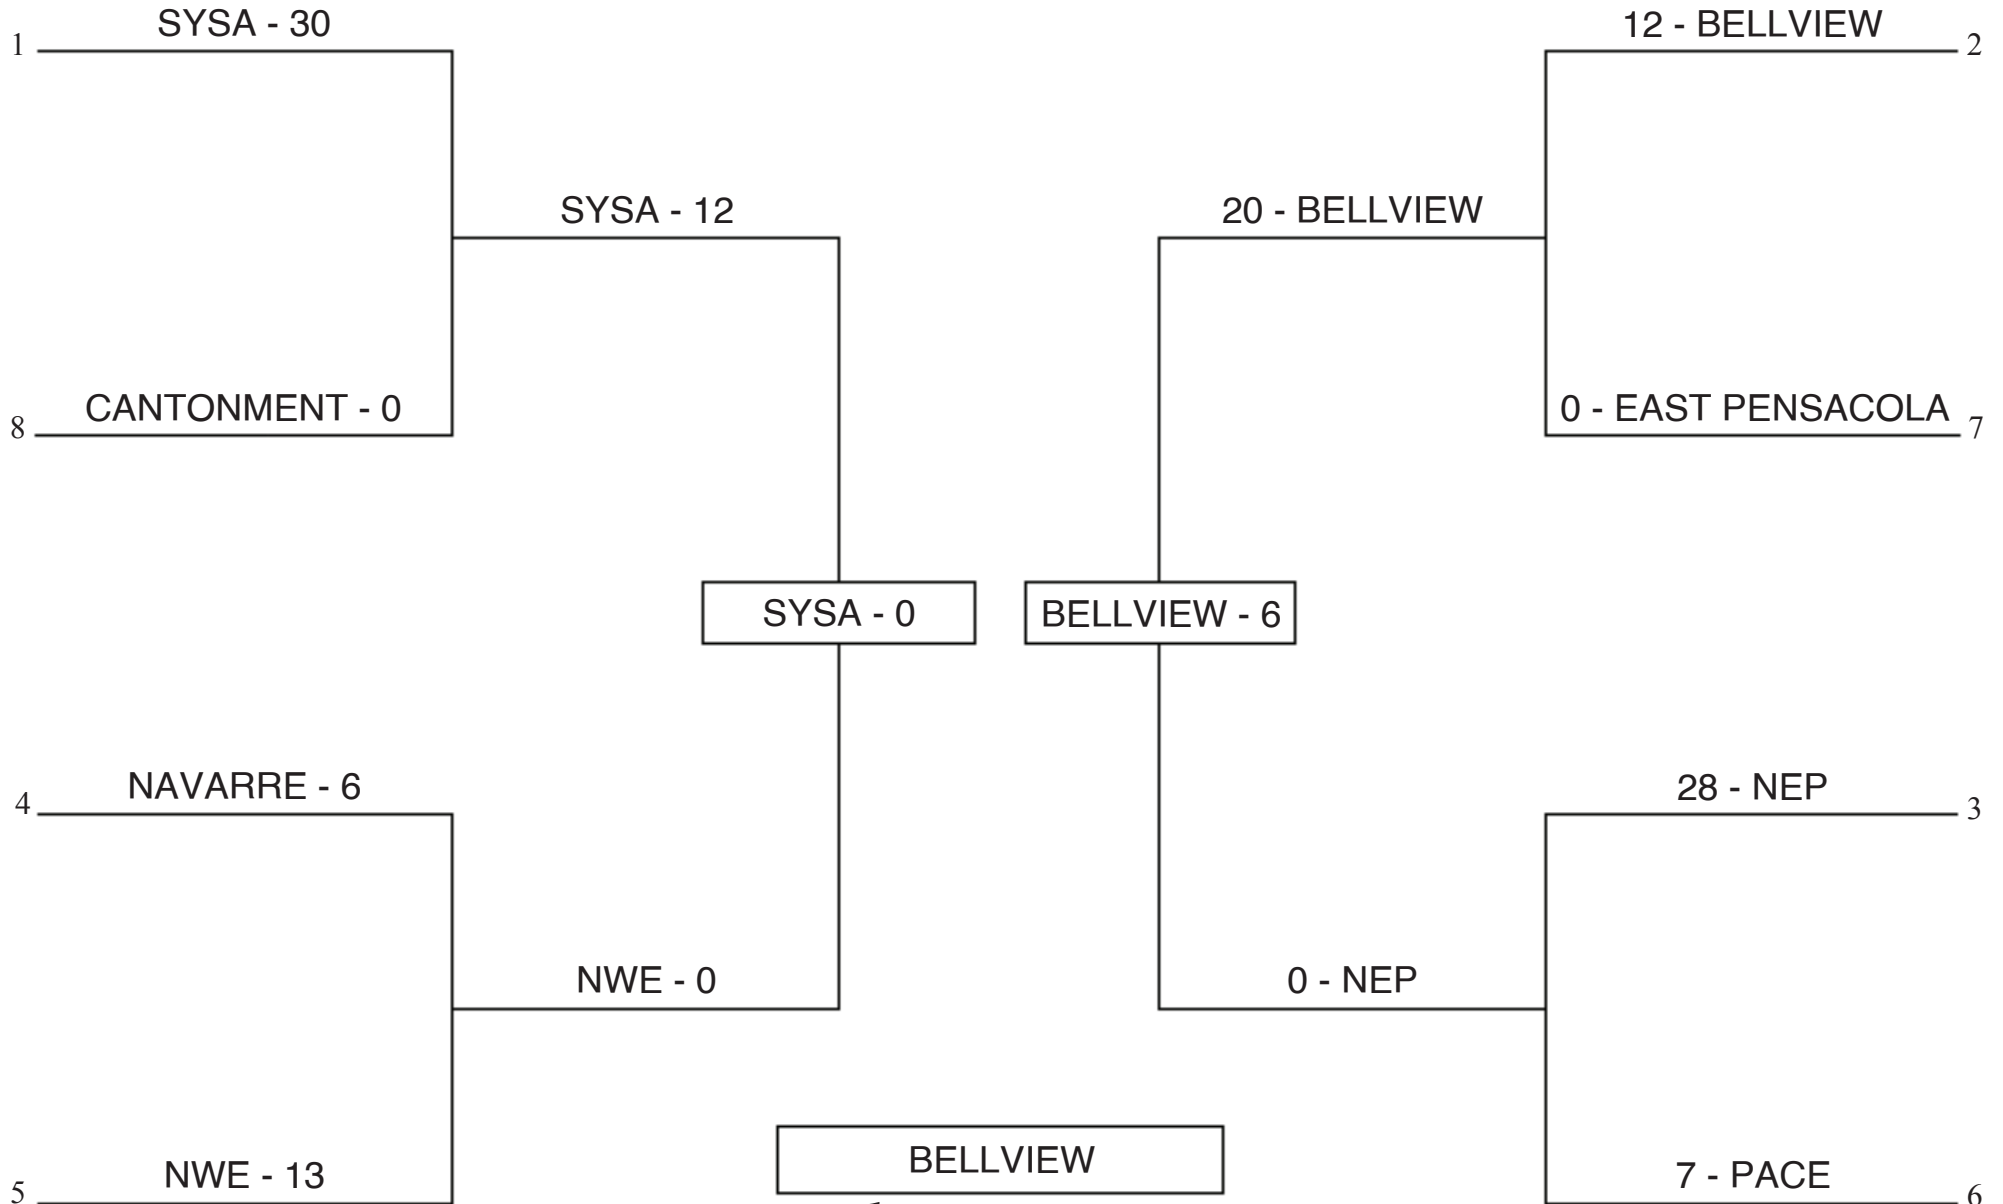 SYSA - 30
12 - BELLVIEW
1
2
SYSA - 12
20 - BELLVIEW
CANTONMENT - 0
0 - EAST PENSACOLA
8
7
SYSA - 0
BELLVIEW - 6
NAVARRE - 6
28 - NEP
4
3
NWE - 0
0 - NEP
BELLVIEW
NWE - 13
7 - PACE
5
6